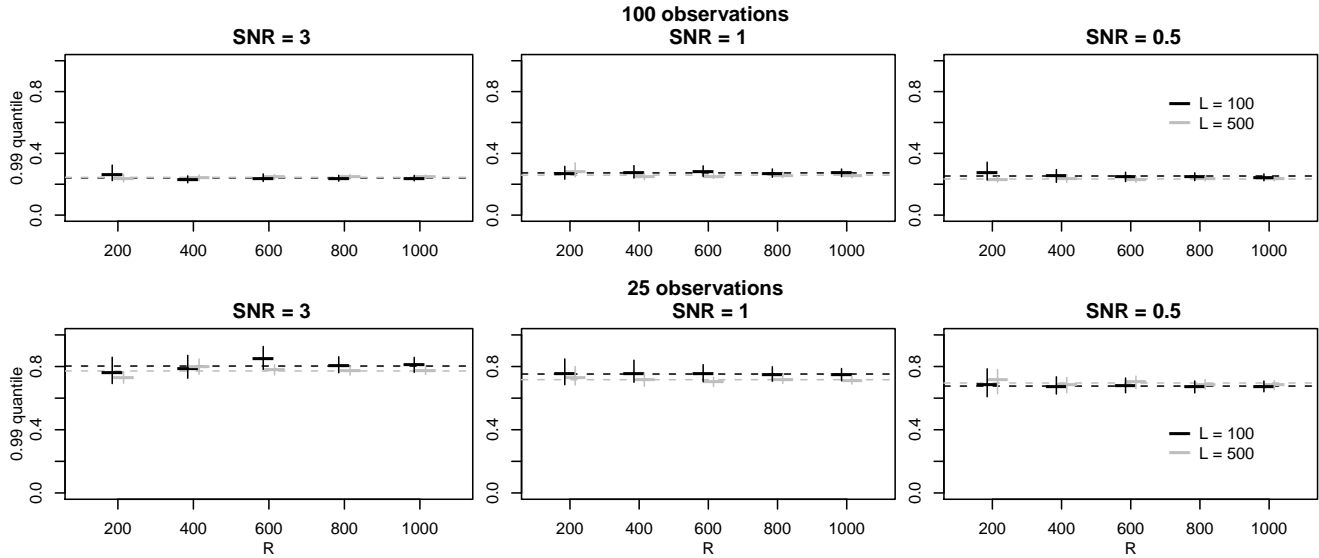 100 observations
SNR = 3
SNR = 1
SNR = 0.5
0.99 quantile
0.0 0.4 0.8
L = 100
L = 500
200 400 600 800 1000
200 400 600 800 1000
200 400 600 800 1000
25 observations
SNR = 3
SNR = 1
SNR = 0.5
0.99 quantile
0.0 0.4 0.8
0.0 0.4 0.8
0.0 0.4 0.8
0.0 0.4 0.8
0.0 0.4 0.8
L = 100
L = 500
200 400 600 800 1000
200 400 600 800 1000
200 400 600 800 1000
R
R
R